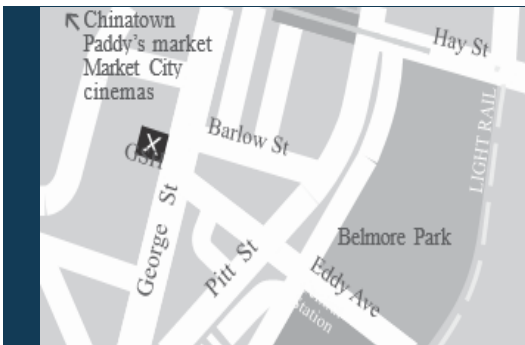 Chinatown
Paddy's market
Market City
cinemas
Hay St
Barlow St
LIGHT RAIL
George St
Pitt St
Belmore Park
Eddy Ave
Station